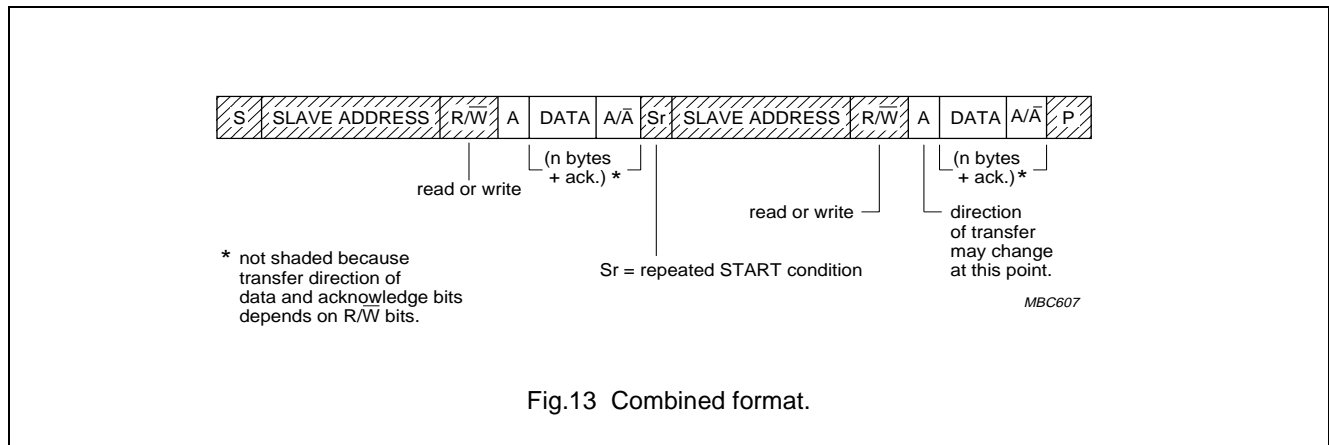 S SLAVE ADDRESS R/W̅ A DATA A/A̅ Sr SLAVE ADDRESS R/W̅ A DATA A/A̅ P
(n bytes
+ ack.) *
read or write
(n bytes
+ ack.) *
read or write
direction
of transfer
may change
at this point.
Sr = repeated START condition
* not shaded because
transfer direction of
data and acknowledge bits
depends on R/W̅ bits.
MBC607
Fig.13 Combined format.